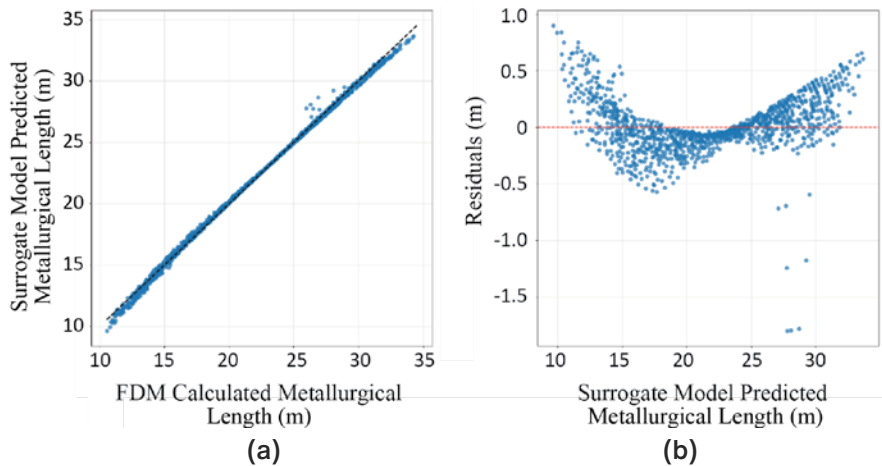 35
30
25
20
15
10
Surrogate Model Predicted
Metallurgical Length (m)
10 15 20 25 30 35
FDM Calculated Metallurgical
Length (m)
(a)
1.0
0.5
0
-0.5
-1.0
-1.5
Residuals (m)
10 15 20 25 30
Surrogate Model Predicted
Metallurgical Length (m)
(b)